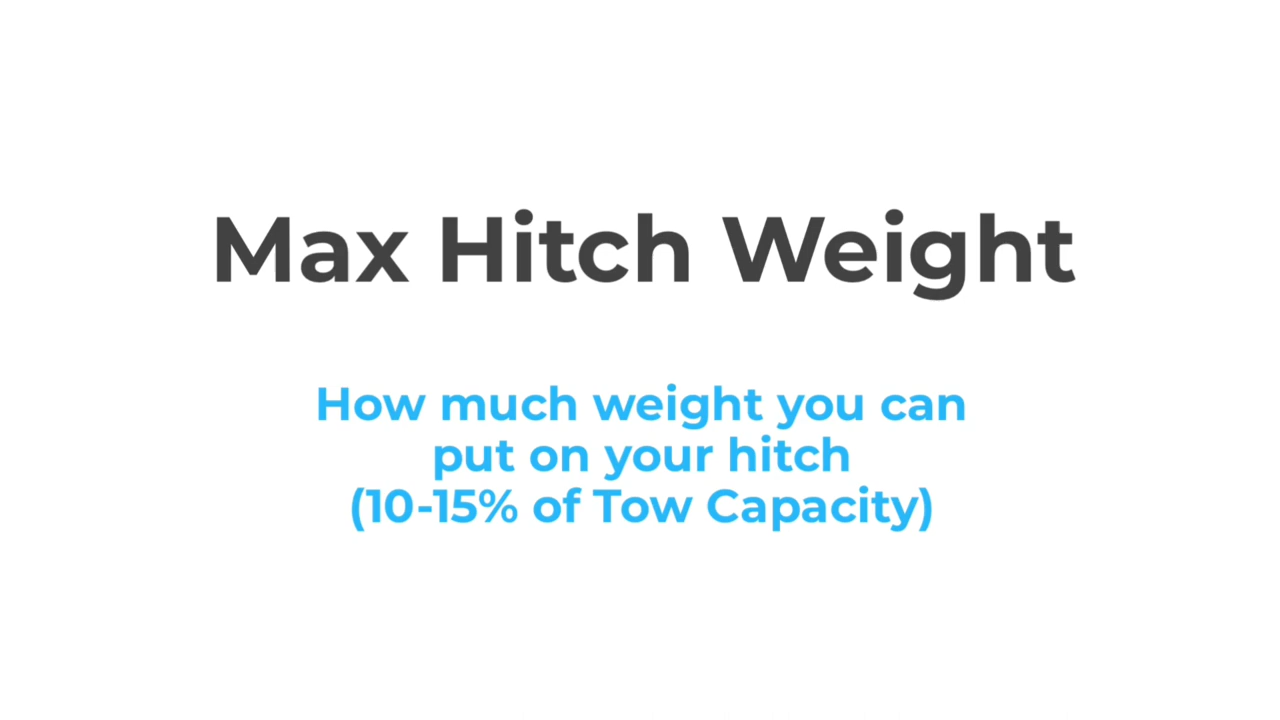 Max Hitch Weight
How much weight you can
put on your hitch
(10-15% of Tow Capacity)